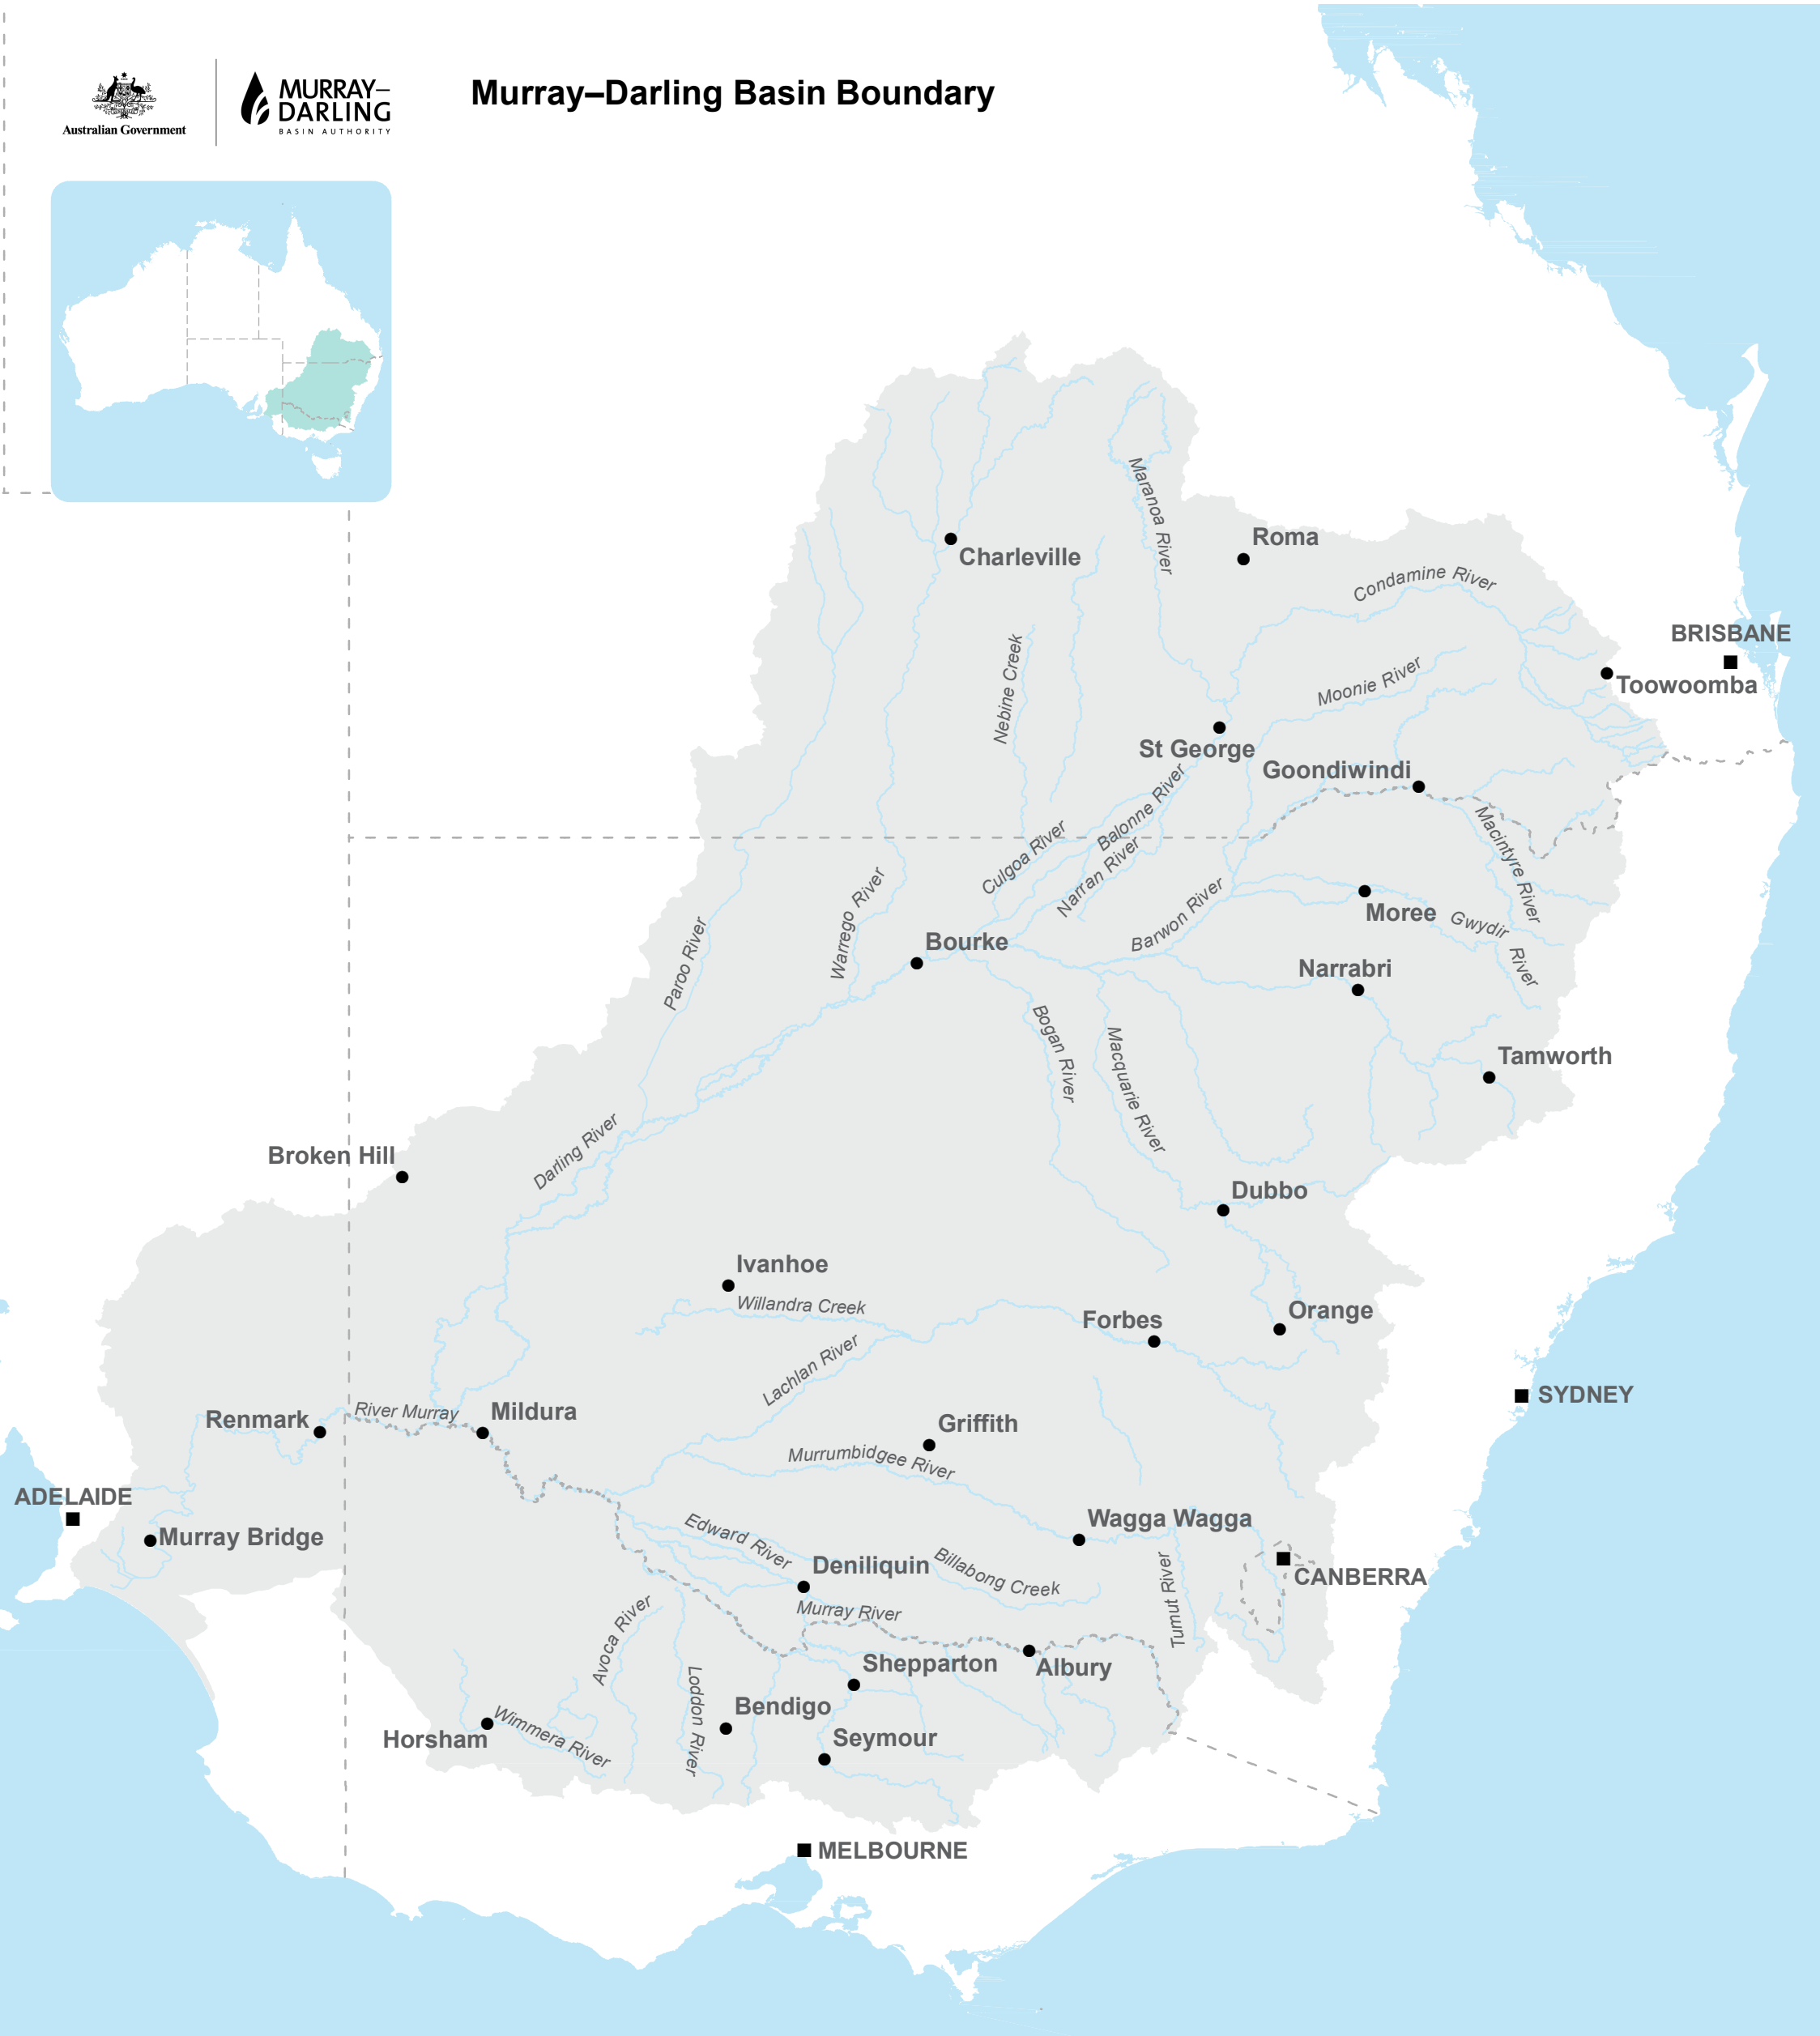 Australian Government
MURRAY–
DARLING
BASIN AUTHORITY
Murray–Darling Basin Boundary
Maranoa River
Roma
Charleville
Condamine River
BRISBANE
Nebine Creek
Moonie River
Toowoomba
St George
Goondiwindi
Balonne River
Culgoa River
Narran River
Macintyre River
Warrego River
Barwon River
Moree
Gwydir River
Paroo River
Bourke
Narrabri
Bogan River
Macquarie River
Tamworth
Darling River
Broken Hill
Dubbo
Ivanhoe
Willandra Creek
Forbes
Orange
Lachlan River
SYDNEY
River Murray
Mildura
Renmark
Griffith
Murrumbidgee River
ADELAIDE
Wagga Wagga
Murray Bridge
Edward River
Deniliquin
Billabong Creek
Tumut River
CANBERRA
Murray River
Avoca River
Shepparton
Albury
Loddon River
Bendigo
Horsham
Wimmera River
Seymour
MELBOURNE